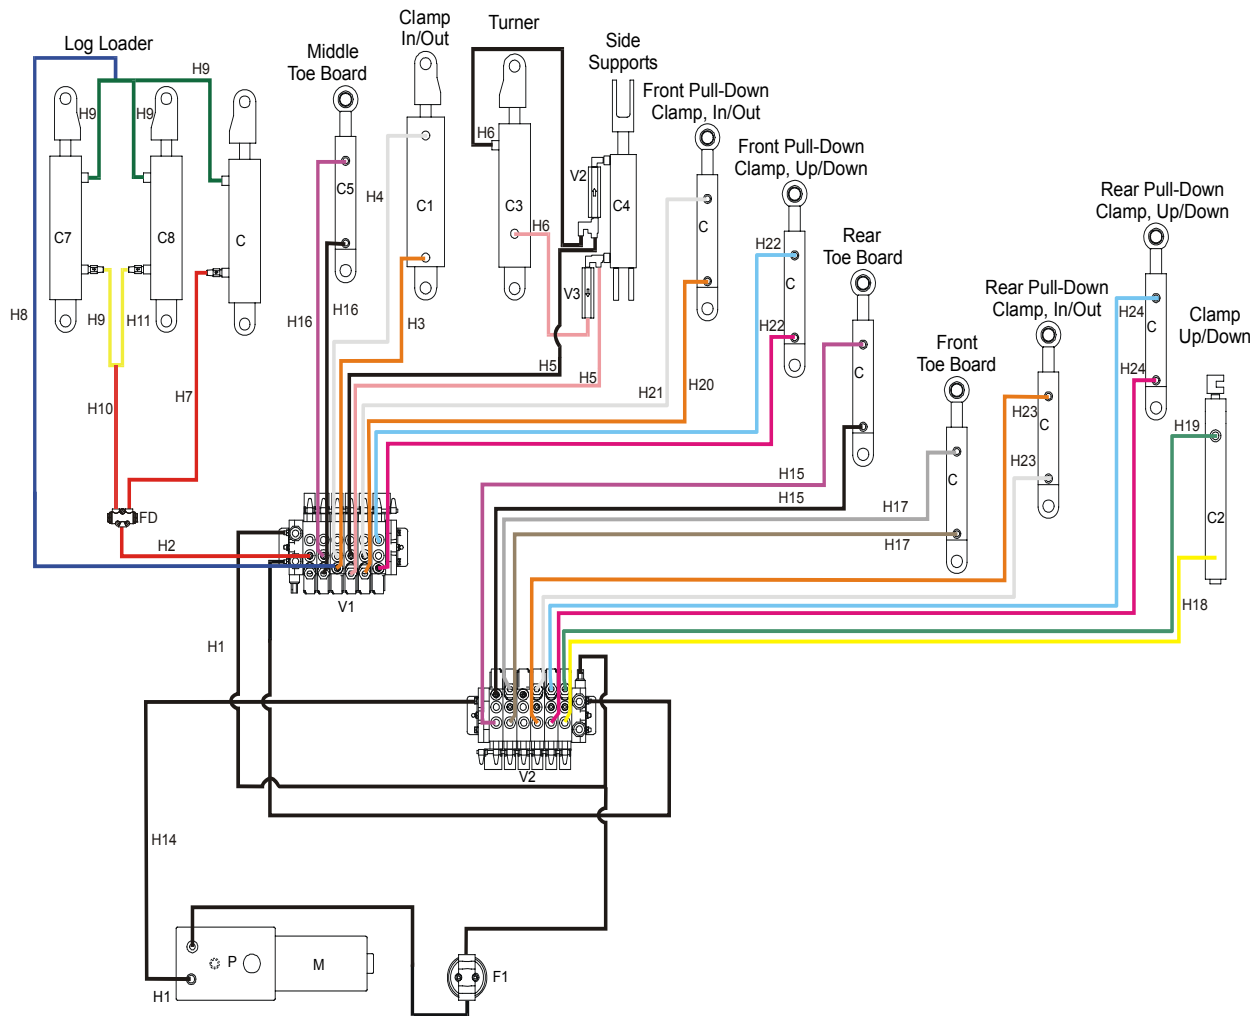 Log Loader
Middle
Toe Board
Clamp
In/Out
Turner
Side
Supports
Front Pull-Down
Clamp, In/Out
Front Pull-Down
Clamp, Up/Down
Rear
Toe Board
Front
Toe Board
Rear Pull-Down
Clamp, In/Out
Rear Pull-Down
Clamp, Up/Down
Clamp
Up/Down
H9
H9
H9
H8
C7
C8
C
H9
H11
H10
H7
FD
H2
C5
H16
H16
H4
C1
H3
H6
C3
H6
V2
C4
V3
H5
H5
C
H21
H20
H22
C
H22
C
H15
H15
C
H17
H17
H23
C
H23
H24
C
H24
H19
C2
H18
V1
H1
V2
H14
P
M
H1
F1